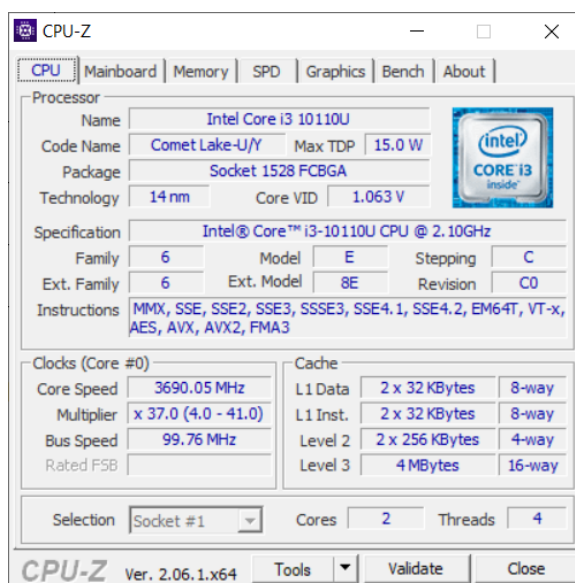 CPU-Z
CPU Mainboard Memory SPD Graphics Bench About
Processor
Name Intel Core i3 10110U
Code Name Comet Lake-U/Y Max TDP 15.0 W
Package Socket 1528 FCBGA
Technology 14 nm Core VID 1.063 V
intel
CORE i3
inside
Specification Intel® Core™ i3-10110U CPU @ 2.10GHz
Family 6 Model E Stepping C
Ext. Family 6 Ext. Model 8E Revision C0
Instructions MMX, SSE, SSE2, SSE3, SSSE3, SSE4.1, SSE4.2, EM64T, VT-x,
AES, AVX, AVX2, FMA3
Clocks (Core #0)
Core Speed 3690.05 MHz
Multiplier x 37.0 (4.0 - 41.0)
Bus Speed 99.76 MHz
Rated FSB
Cache
L1 Data 2 x 32 KBytes 8-way
L1 Inst. 2 x 32 KBytes 8-way
Level 2 2 x 256 KBytes 4-way
Level 3 4 MBytes 16-way
Selection Socket #1 Cores 2 Threads 4
CPU-Z Ver. 2.06.1.x64 Tools Validate Close